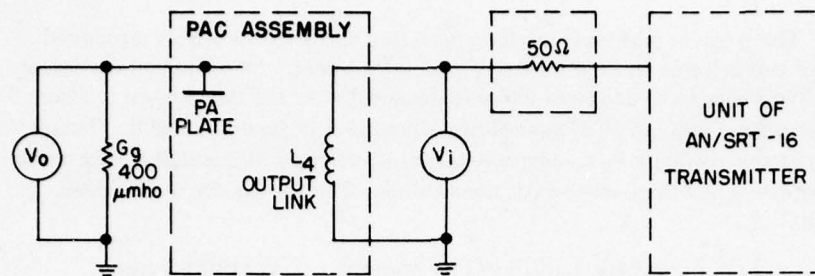 PAC ASSEMBLY
50Ω
PA
PLATE
V₀
Gg
400
μmho
L₄
OUTPUT
LINK
Vi
UNIT OF
AN/SRT-16
TRANSMITTER